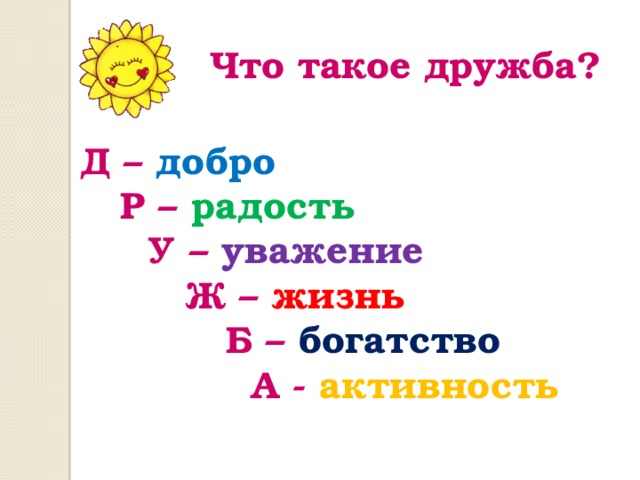 Что такое дружба?
Д – добро
Р – радость
У – уважение
Ж – жизнь
Б – богатство
А - активность